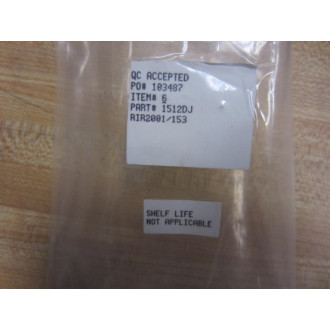 QC ACCEPTED
PO# 103487
ITEM# 6
PART# 1512DJ
RIR2001/153
SHELF LIFE
NOT APPLICABLE